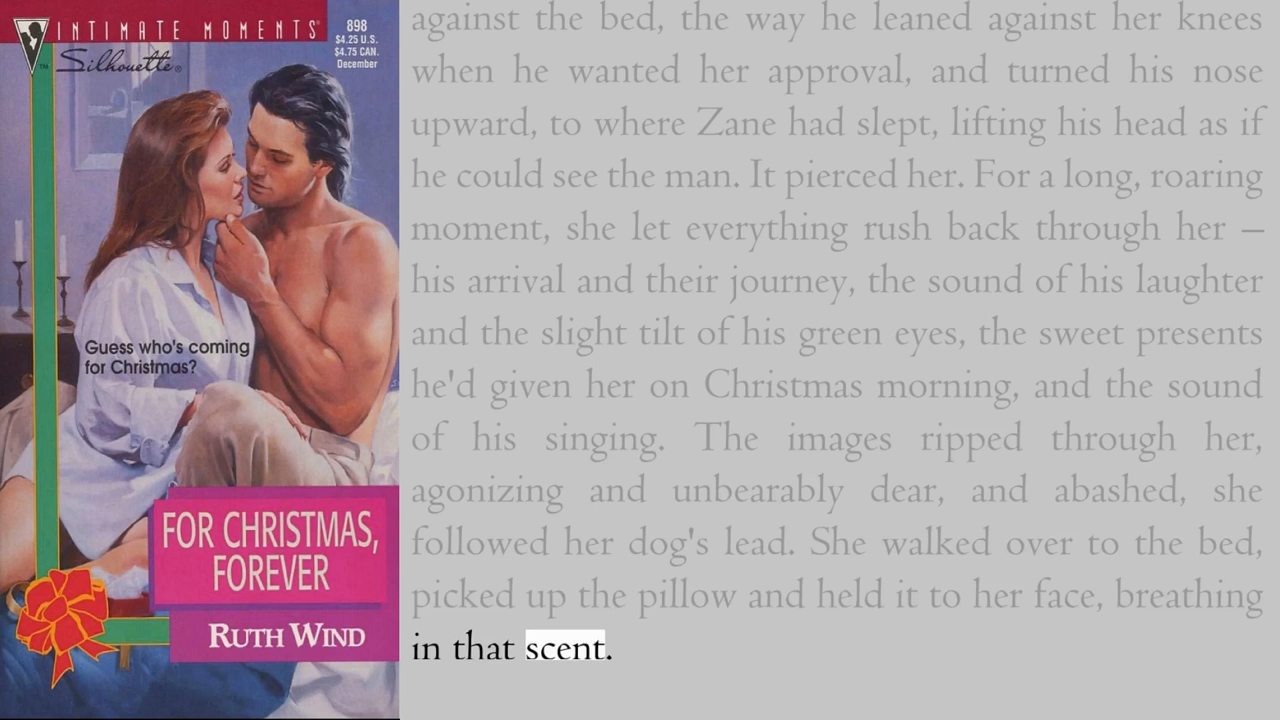 INTIMATE MOMENTS®
™
Silhouette®
898
$4.25 U.S.
$4.75 CAN.
December
Guess who's coming
for Christmas?
FOR CHRISTMAS,
FOREVER
RUTH WIND
against the bed, the way he leaned against her knees
when he wanted her approval, and turned his nose
upward, to where Zane had slept, lifting his head as if
he could see the man. It pierced her. For a long, roaring
moment, she let everything rush back through her –
his arrival and their journey, the sound of his laughter
and the slight tilt of his green eyes, the sweet presents
he'd given her on Christmas morning, and the sound
of his singing. The images ripped through her,
agonizing and unbearably dear, and abashed, she
followed her dog's lead. She walked over to the bed,
picked up the pillow and held it to her face, breathing
in that scent.